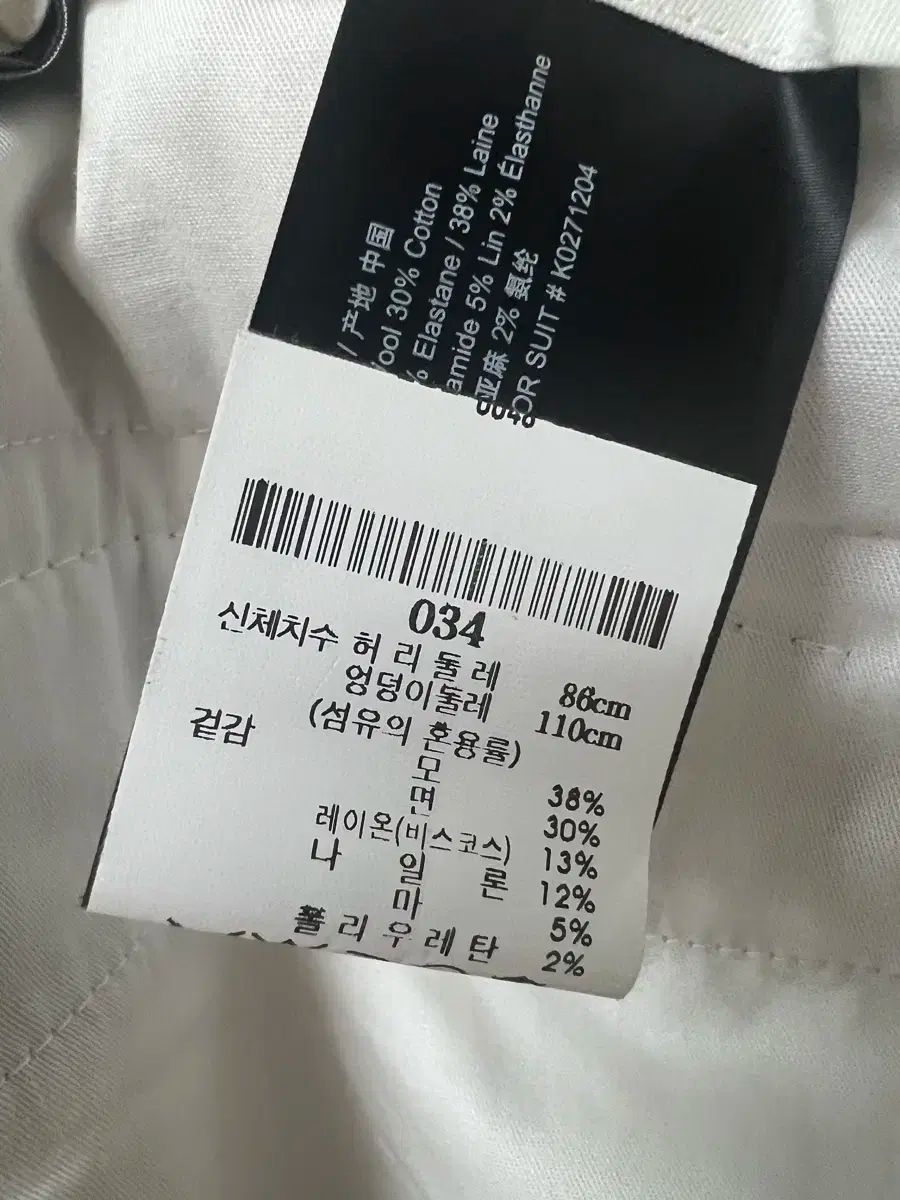 / 产地 中国
ool 30% Cotton
% Elastane / 38% Laine
amide 5% Lin 2% Élasthanne
亚麻 2% 氨纶
OR SUIT # K0271204
034
신체치수 허리둘레 86cm
엉덩이둘레 110cm
(섬유의 혼용률)
겉감
모 38%
면 30%
레이온(비스코스) 13%
나일론 12%
마 5%
폴리우레탄 2%